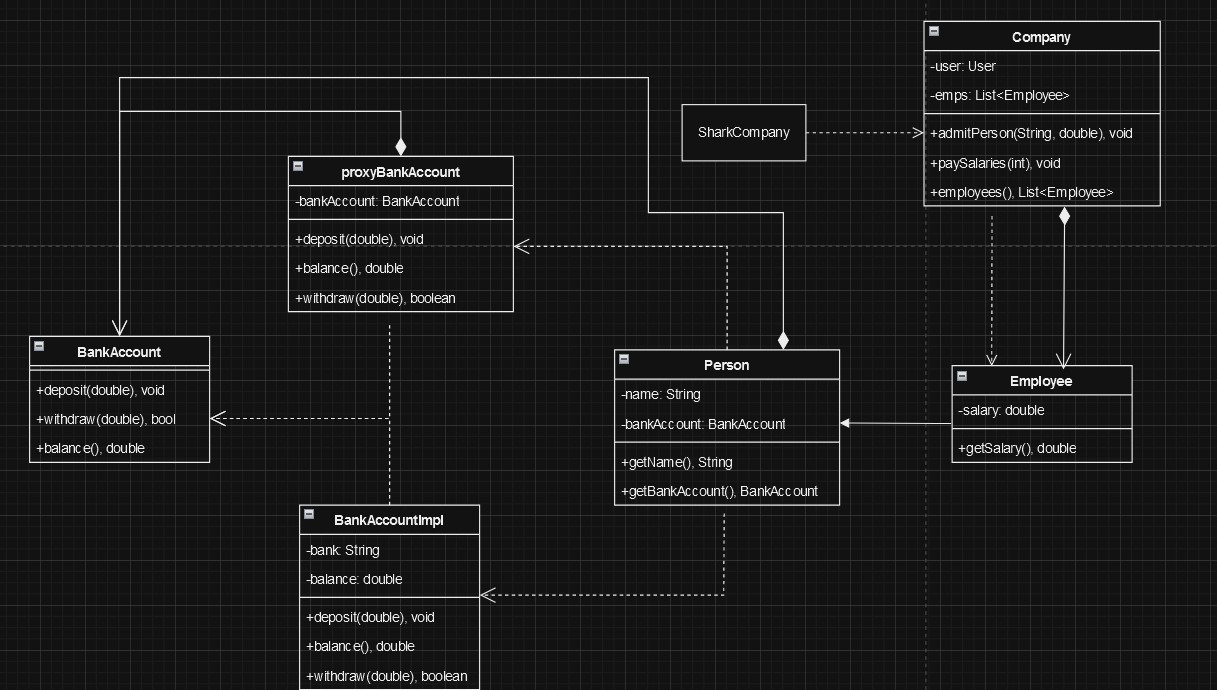 Company
-user: User
-emps: List<Employee>
+admitPerson(String, double), void
+paySalaries(int), void
+employees(), List<Employee>
SharkCompany
proxyBankAccount
-bankAccount: BankAccount
+deposit(double), void
+balance(), double
+withdraw(double), boolean
BankAccount
+deposit(double), void
+withdraw(double), bool
+balance(), double
Person
-name: String
-bankAccount: BankAccount
+getName(), String
+getBankAccount(), BankAccount
Employee
-salary: double
+getSalary(), double
BankAccountImpl
-bank: String
-balance: double
+deposit(double), void
+balance(), double
+withdraw(double), boolean